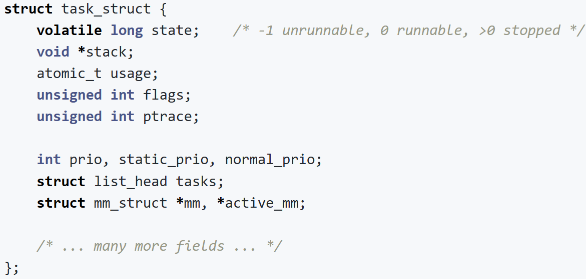 struct task_struct {
    volatile long state;    /* -1 unrunnable, 0 runnable, >0 stopped */
    void *stack;
    atomic_t usage;
    unsigned int flags;
    unsigned int ptrace;

    int prio, static_prio, normal_prio;
    struct list_head tasks;
    struct mm_struct *mm, *active_mm;

    /* ... many more fields ... */
};